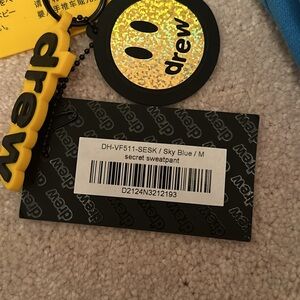 drew
drew
DH-VF511-SESK / Sky Blue / M
secret sweatpant
D2124N3212193